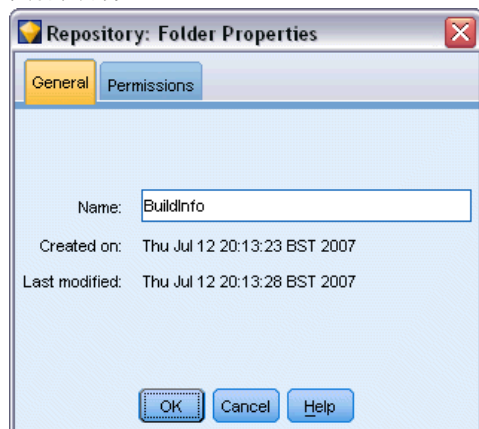 Repository: Folder Properties
General Permissions
Name: BuildInfo
Created on: Thu Jul 12 20:13:23 BST 2007
Last modified: Thu Jul 12 20:13:28 BST 2007
OK Cancel Help